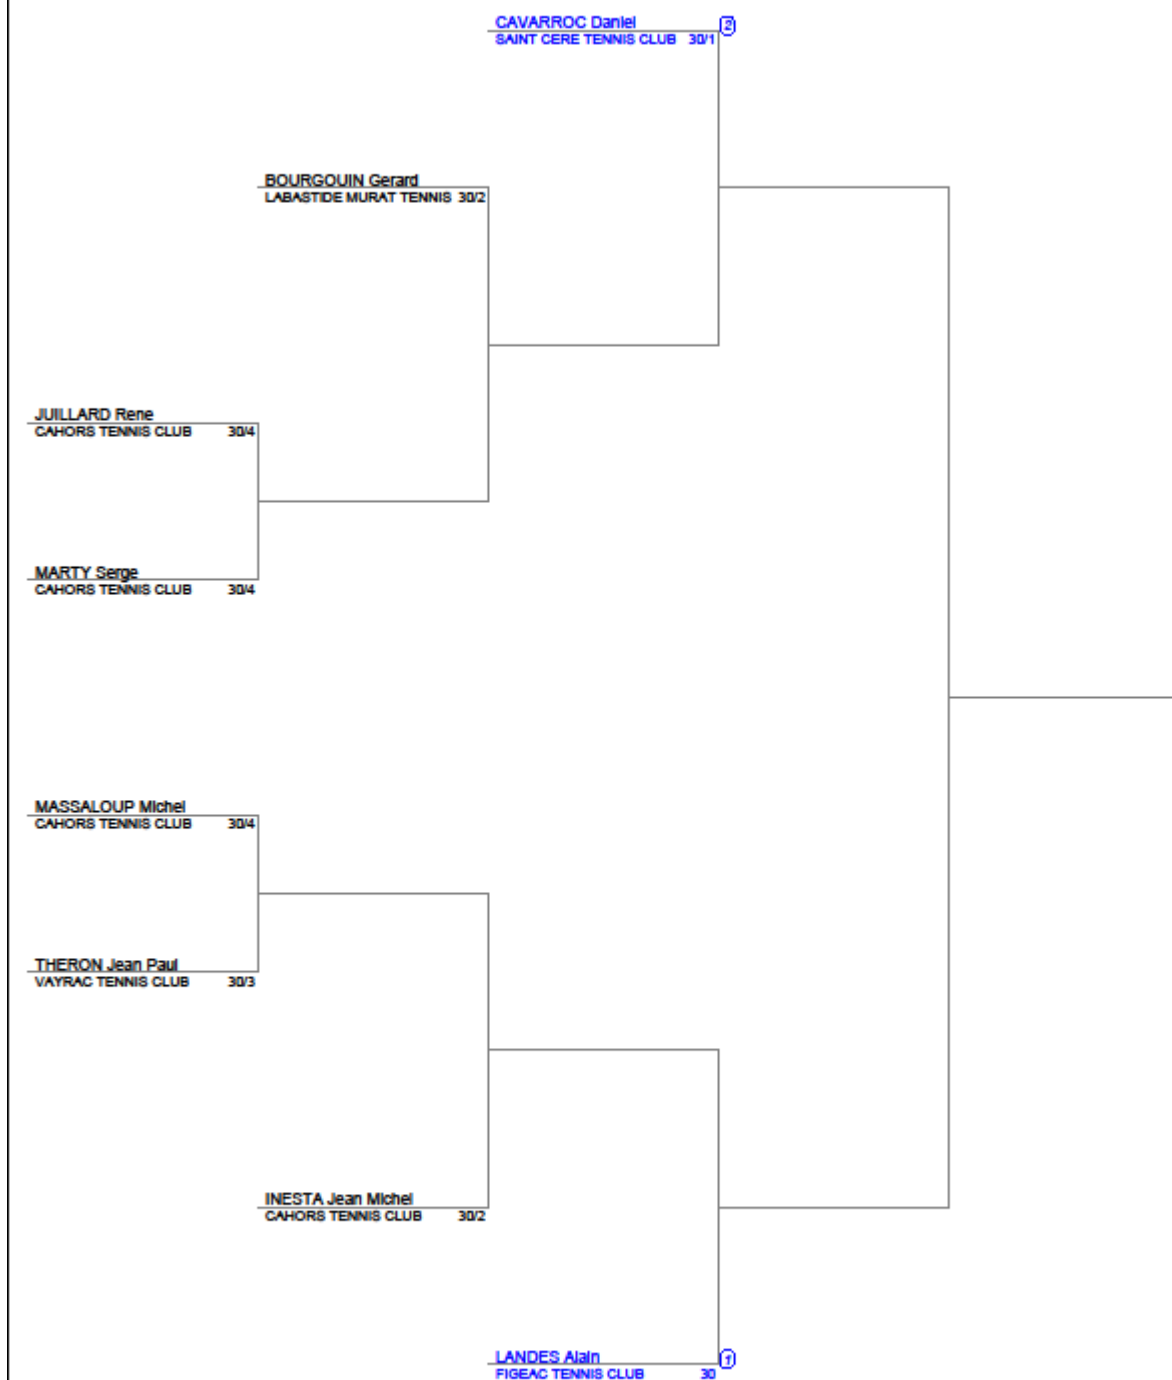 CAVARROC Daniel 2
SAINT CERE TENNIS CLUB 30/1
BOURGOUIN Gerard
LABASTIDE MURAT TENNIS 30/2
JUILLARD Rene
CAHORS TENNIS CLUB 30/4
MARTY Serge
CAHORS TENNIS CLUB 30/4
MASSALOUP Michel
CAHORS TENNIS CLUB 30/4
THERON Jean Paul
VAYRAC TENNIS CLUB 30/3
INESTA Jean Michel
CAHORS TENNIS CLUB 30/2
LANDES Alain 1
FIGEAC TENNIS CLUB 30